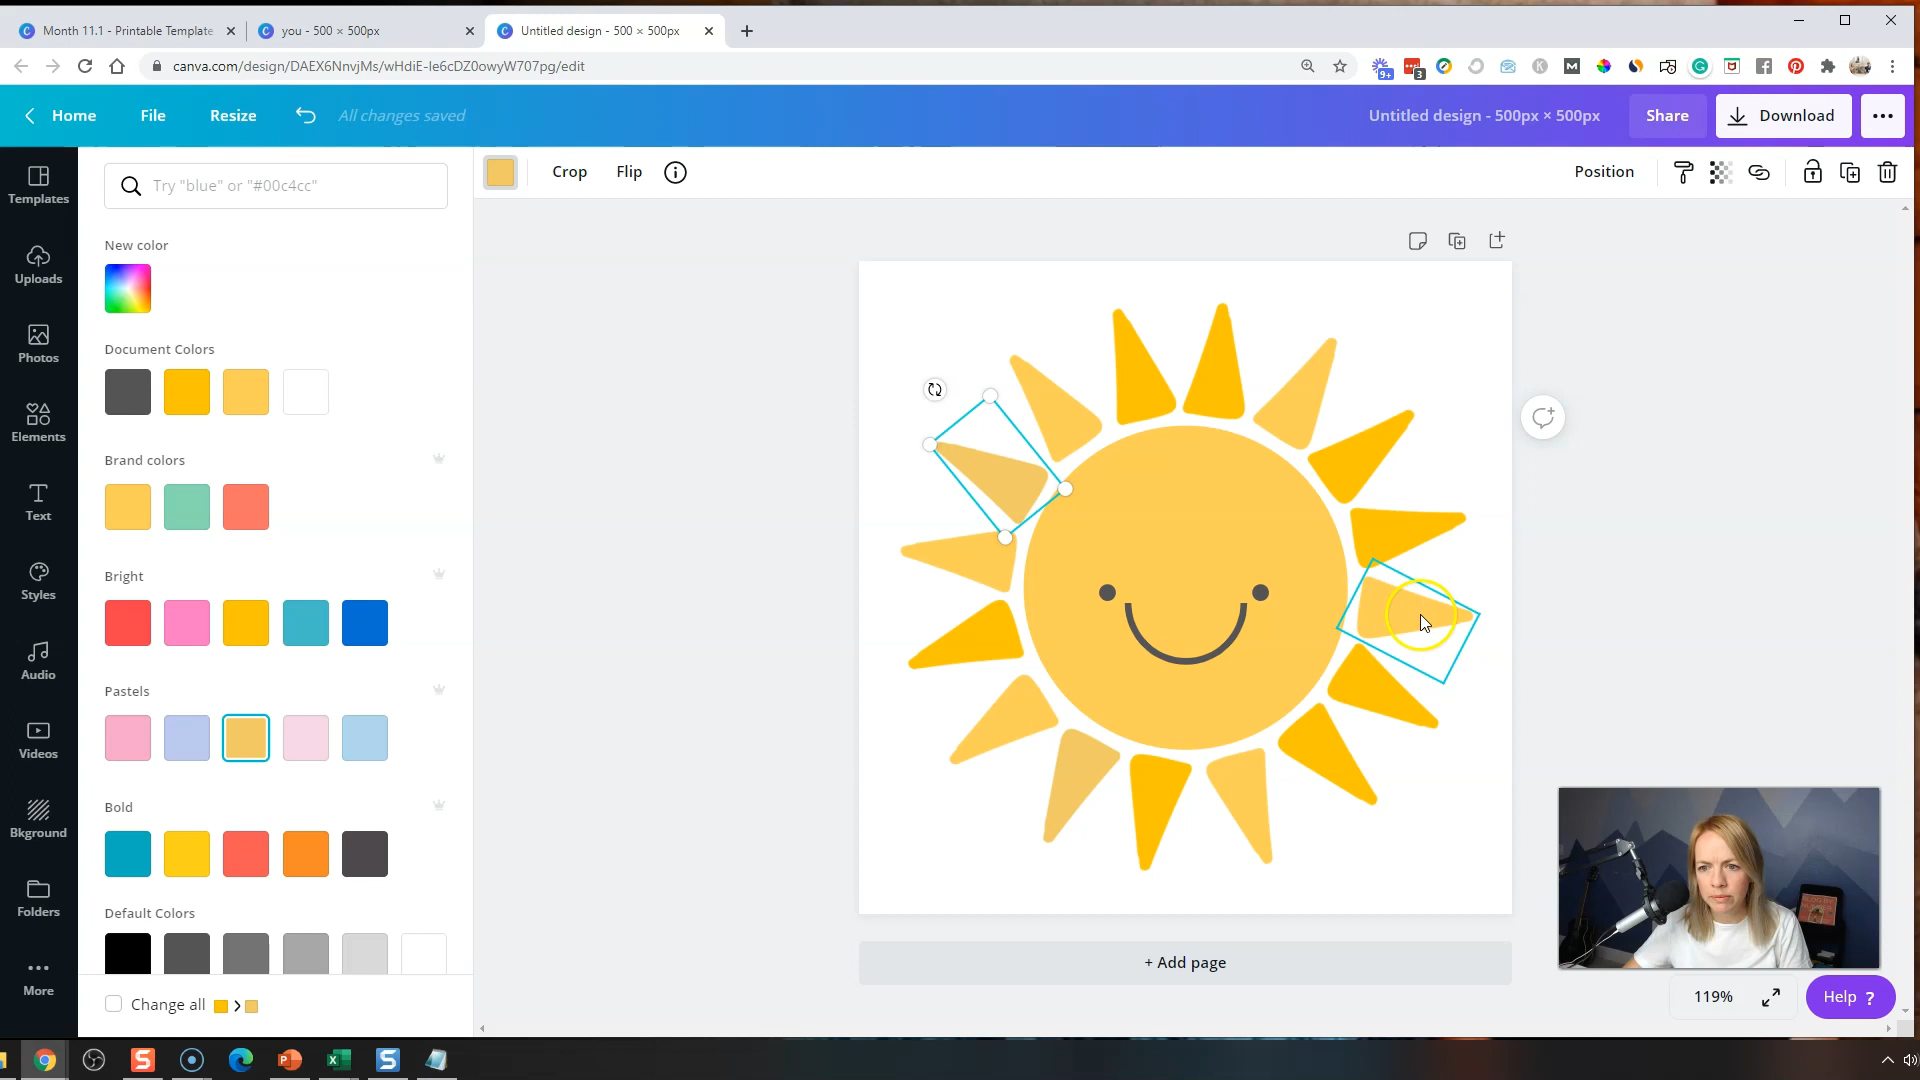 Month 11.1 - Printable Template
you - 500 × 500px
Untitled design - 500 × 500px
canva.com/design/DAEX6NnvjMs/wHdiE-Ie6cDZ0owyW707pg/edit
9+
3
Home
File
Resize
All changes saved
Untitled design - 500px × 500px
Share
Download
Templates
Uploads
Photos
Elements
Text
Styles
Audio
Videos
Bkground
Folders
More
Try "blue" or "#00c4cc"
Crop
Flip
Position
New color
Document Colors
Brand colors
Bright
Pastels
Bold
Default Colors
Change all
+ Add page
119%
Help ?